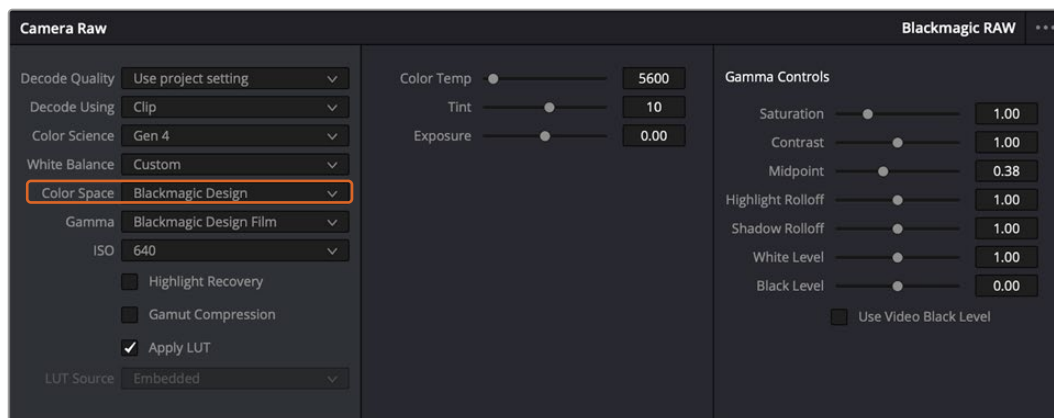 Camera Raw
Blackmagic RAW
Decode Quality Use project setting
Decode Using Clip
Color Science Gen 4
White Balance Custom
Color Space Blackmagic Design
Gamma Blackmagic Design Film
ISO 640
Highlight Recovery
Gamut Compression
Apply LUT
LUT Source Embedded
Color Temp 5600
Tint 10
Exposure 0.00
Gamma Controls
Saturation 1.00
Contrast 1.00
Midpoint 0.38
Highlight Rolloff 1.00
Shadow Rolloff 1.00
White Level 1.00
Black Level 0.00
Use Video Black Level